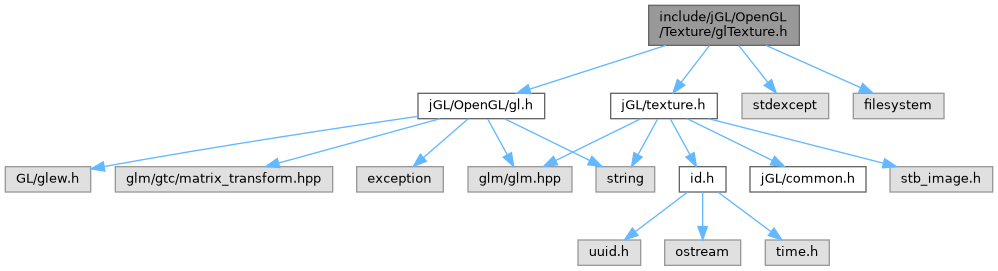 include/jGL/OpenGL
/Texture/glTexture.h
jGL/OpenGL/gl.h
jGL/texture.h
stdexcept
filesystem
GL/glew.h
glm/gtc/matrix_transform.hpp
exception
glm/glm.hpp
string
id.h
jGL/common.h
stb_image.h
uuid.h
ostream
time.h